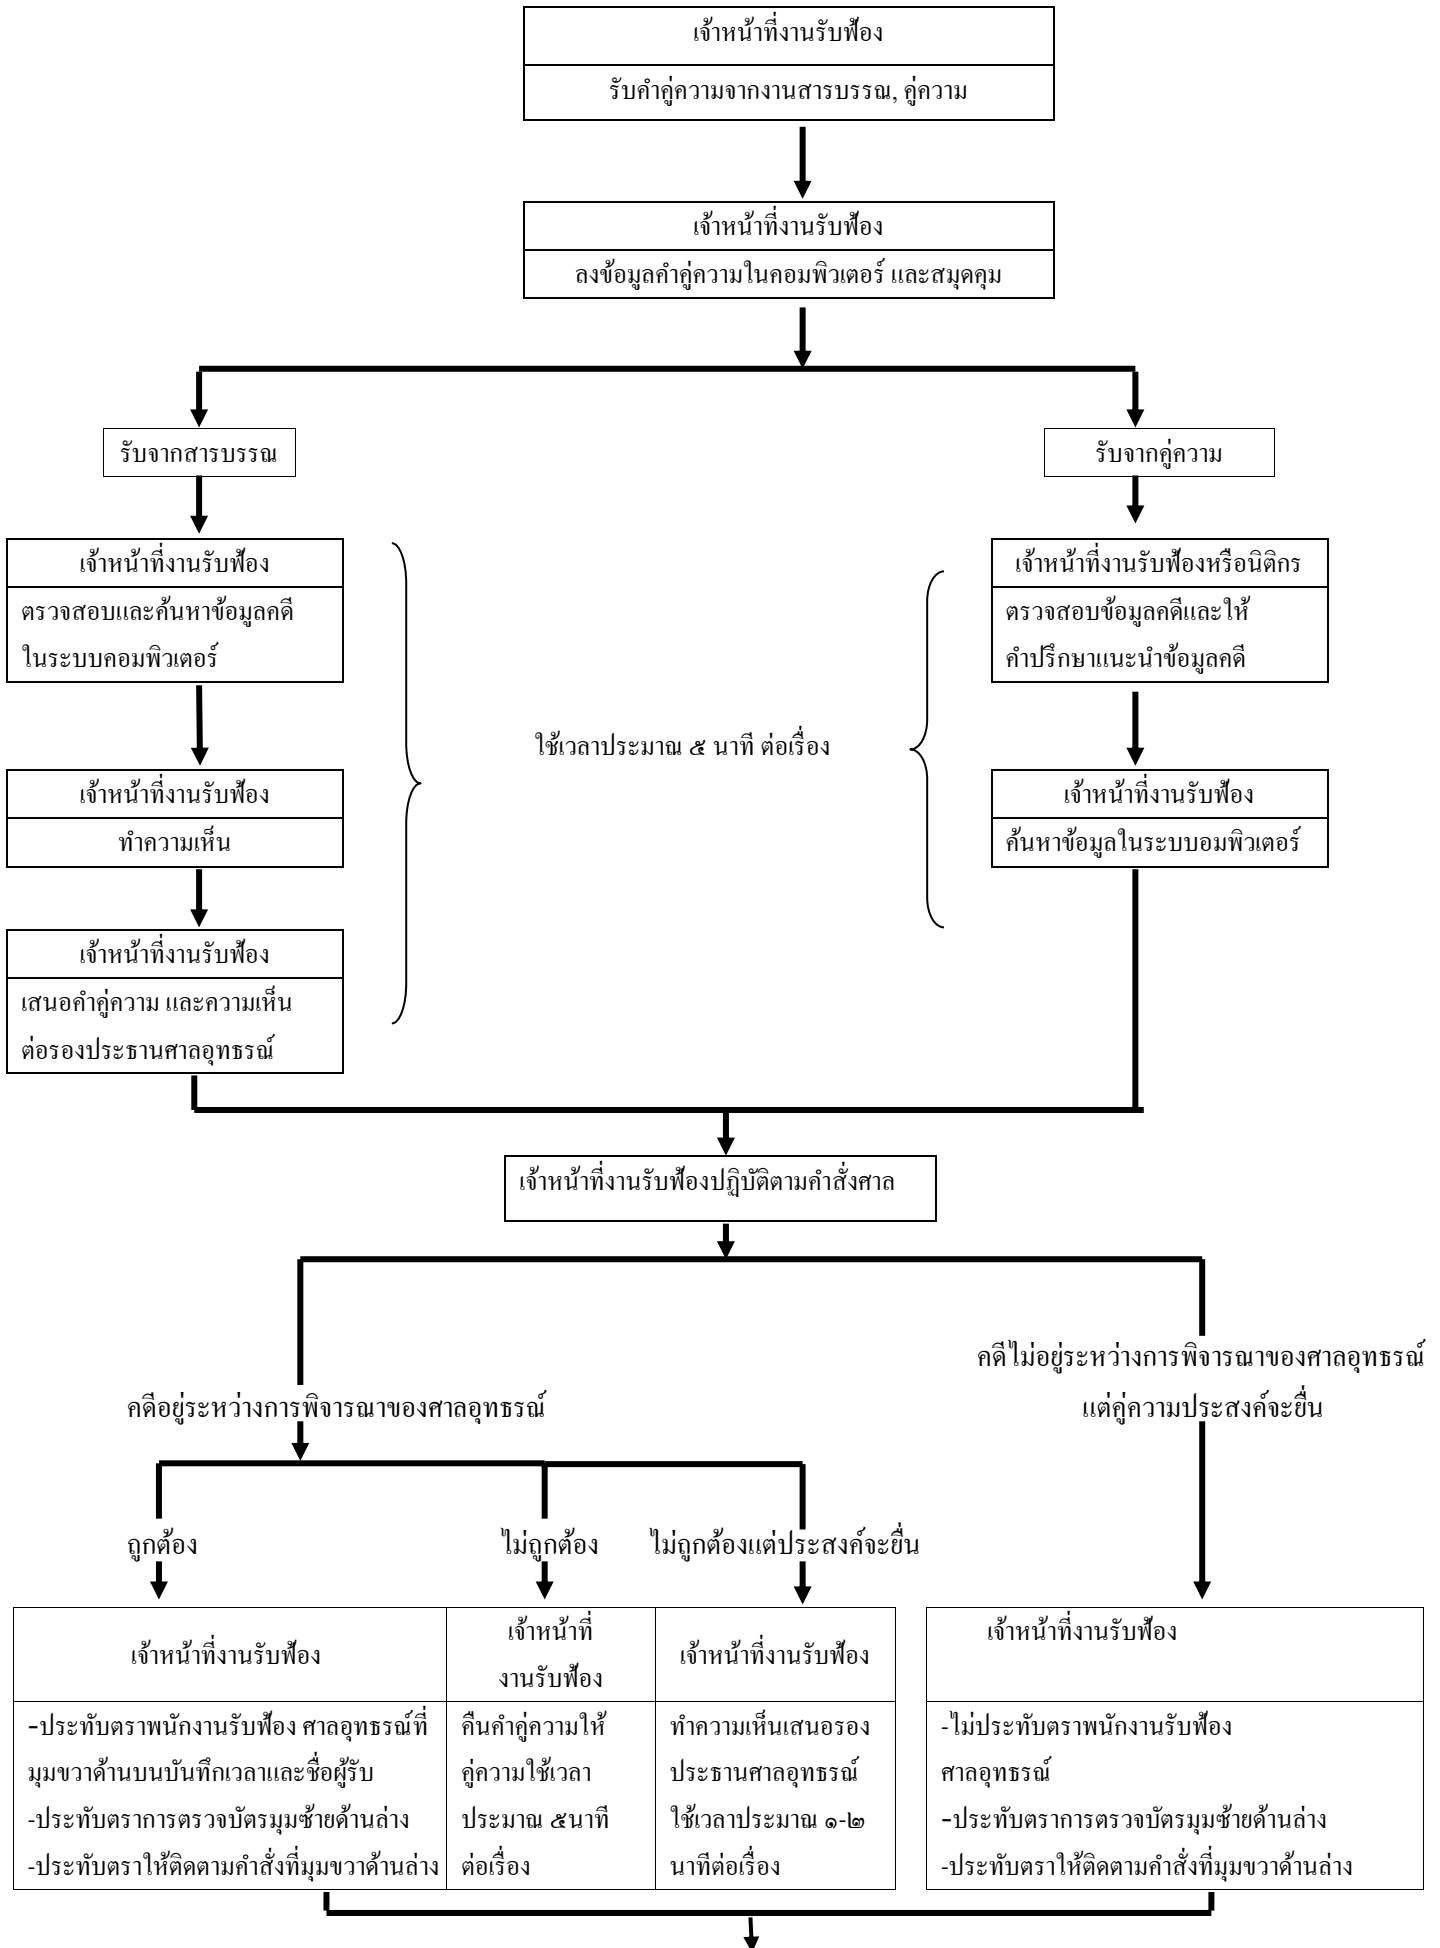 เจ้าหน้าที่งานรับฟ้อง
รับคำคู่ความจากงานสารบรรณ, คู่ความ
เจ้าหน้าที่งานรับฟ้อง
ลงข้อมูลคำคู่ความในคอมพิวเตอร์ และสมุดคุม
รับจากสารบรรณ
รับจากคู่ความ
เจ้าหน้าที่งานรับฟ้อง
ตรวจสอบและค้นหาข้อมูลคดี
ในระบบคอมพิวเตอร์
เจ้าหน้าที่งานรับฟ้องหรือนิติกร
ตรวจสอบข้อมูลคดีและให้
คำปรึกษาแนะนำข้อมูลคดี
ใช้เวลาประมาณ ๕ นาที ต่อเรื่อง
เจ้าหน้าที่งานรับฟ้อง
ทำความเห็น
เจ้าหน้าที่งานรับฟ้อง
ค้นหาข้อมูลในระบบอมพิวเตอร์
เจ้าหน้าที่งานรับฟ้อง
เสนอคำคู่ความ และความเห็น
ต่อรองประธานศาลอุทธรณ์
เจ้าหน้าที่งานรับฟ้องปฏิบัติตามคำสั่งศาล
คดีไม่อยู่ระหว่างการพิจารณาของศาลอุทธรณ์
แต่คู่ความประสงค์จะยื่น
คดีอยู่ระหว่างการพิจารณาของศาลอุทธรณ์
ถูกต้อง
ไม่ถูกต้อง
ไม่ถูกต้องแต่ประสงค์จะยื่น
เจ้าหน้าที่งานรับฟ้อง
-ประทับตราพนักงานรับฟ้อง ศาลอุทธรณ์ที่
มุมขวาด้านบนบันทึกเวลาและชื่อผู้รับ
-ประทับตราการตรวจบัตรมุมซ้ายด้านล่าง
-ประทับตราให้ติดตามคำสั่งที่มุมขวาด้านล่าง
เจ้าหน้าที่
งานรับฟ้อง
คืนคำคู่ความให้
คู่ความใช้เวลา
ประมาณ ๕นาที
ต่อเรื่อง
เจ้าหน้าที่งานรับฟ้อง
ทำความเห็นเสนอรอง
ประธานศาลอุทธรณ์
ใช้เวลาประมาณ ๑-๒
นาทีต่อเรื่อง
เจ้าหน้าที่งานรับฟ้อง
-ไม่ประทับตราพนักงานรับฟ้อง
ศาลอุทธรณ์
-ประทับตราการตรวจบัตรมุมซ้ายด้านล่าง
-ประทับตราให้ติดตามคำสั่งที่มุมขวาด้านล่าง